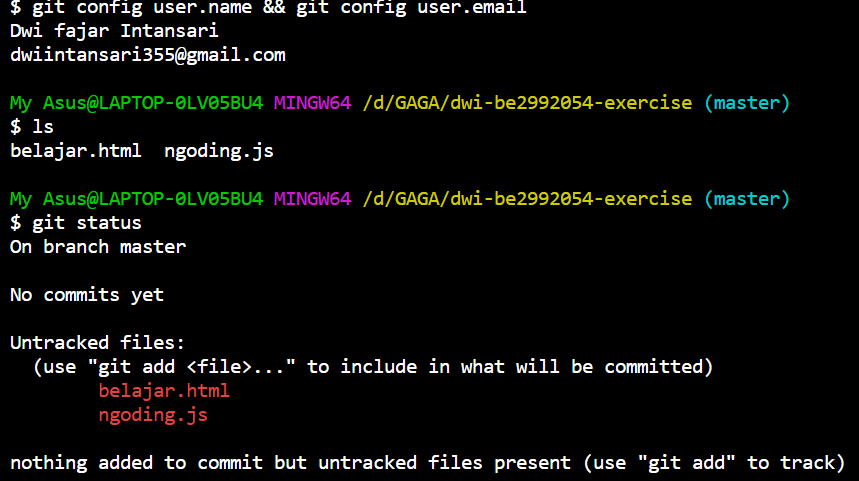 $ git config user.name && git config user.email
Dwi fajar Intansari
dwiintansari355@gmail.com
My Asus@LAPTOP-0LV05BU4 MINGW64 /d/GAGA/dwi-be2992054-exercise (master)
$ ls
belajar.html  ngoding.js
My Asus@LAPTOP-0LV05BU4 MINGW64 /d/GAGA/dwi-be2992054-exercise (master)
$ git status
On branch master
No commits yet
Untracked files:
  (use "git add <file>..." to include in what will be committed)
        belajar.html
        ngoding.js
nothing added to commit but untracked files present (use "git add" to track)